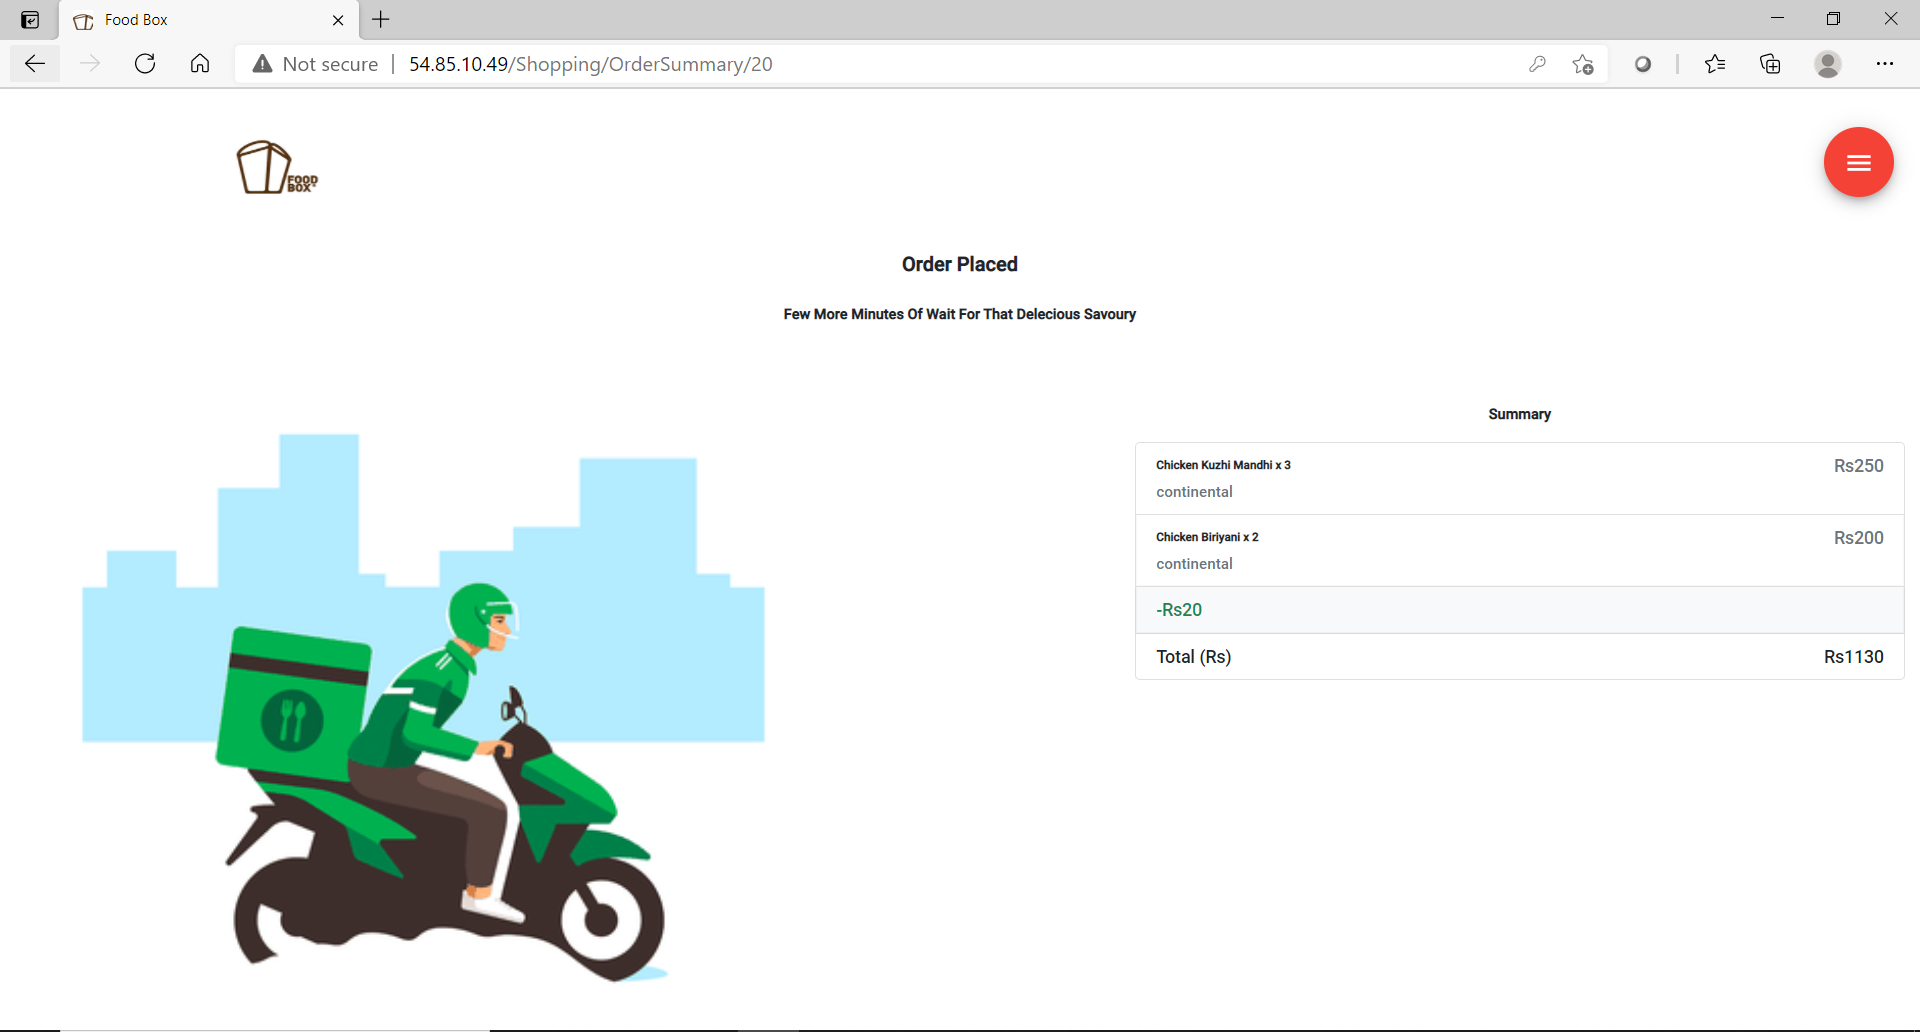 Food Box
Not secure | 54.85.10.49/Shopping/OrderSummary/20
FOOD
BOX
Order Placed
Few More Minutes Of Wait For That Delecious Savoury
Summary
Chicken Kuzhi Mandhi x 3 Rs250
continental
Chicken Biriyani x 2 Rs200
continental
-Rs20
Total (Rs) Rs1130